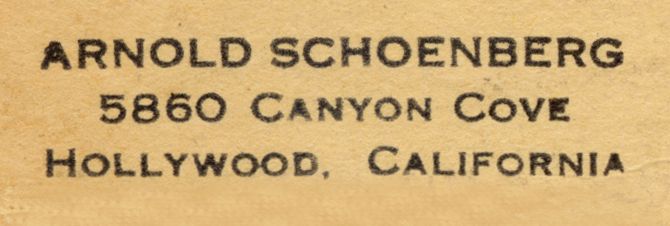 ARNOLD SCHOENBERG
5860 CANYON COVE
HOLLYWOOD, CALIFORNIA